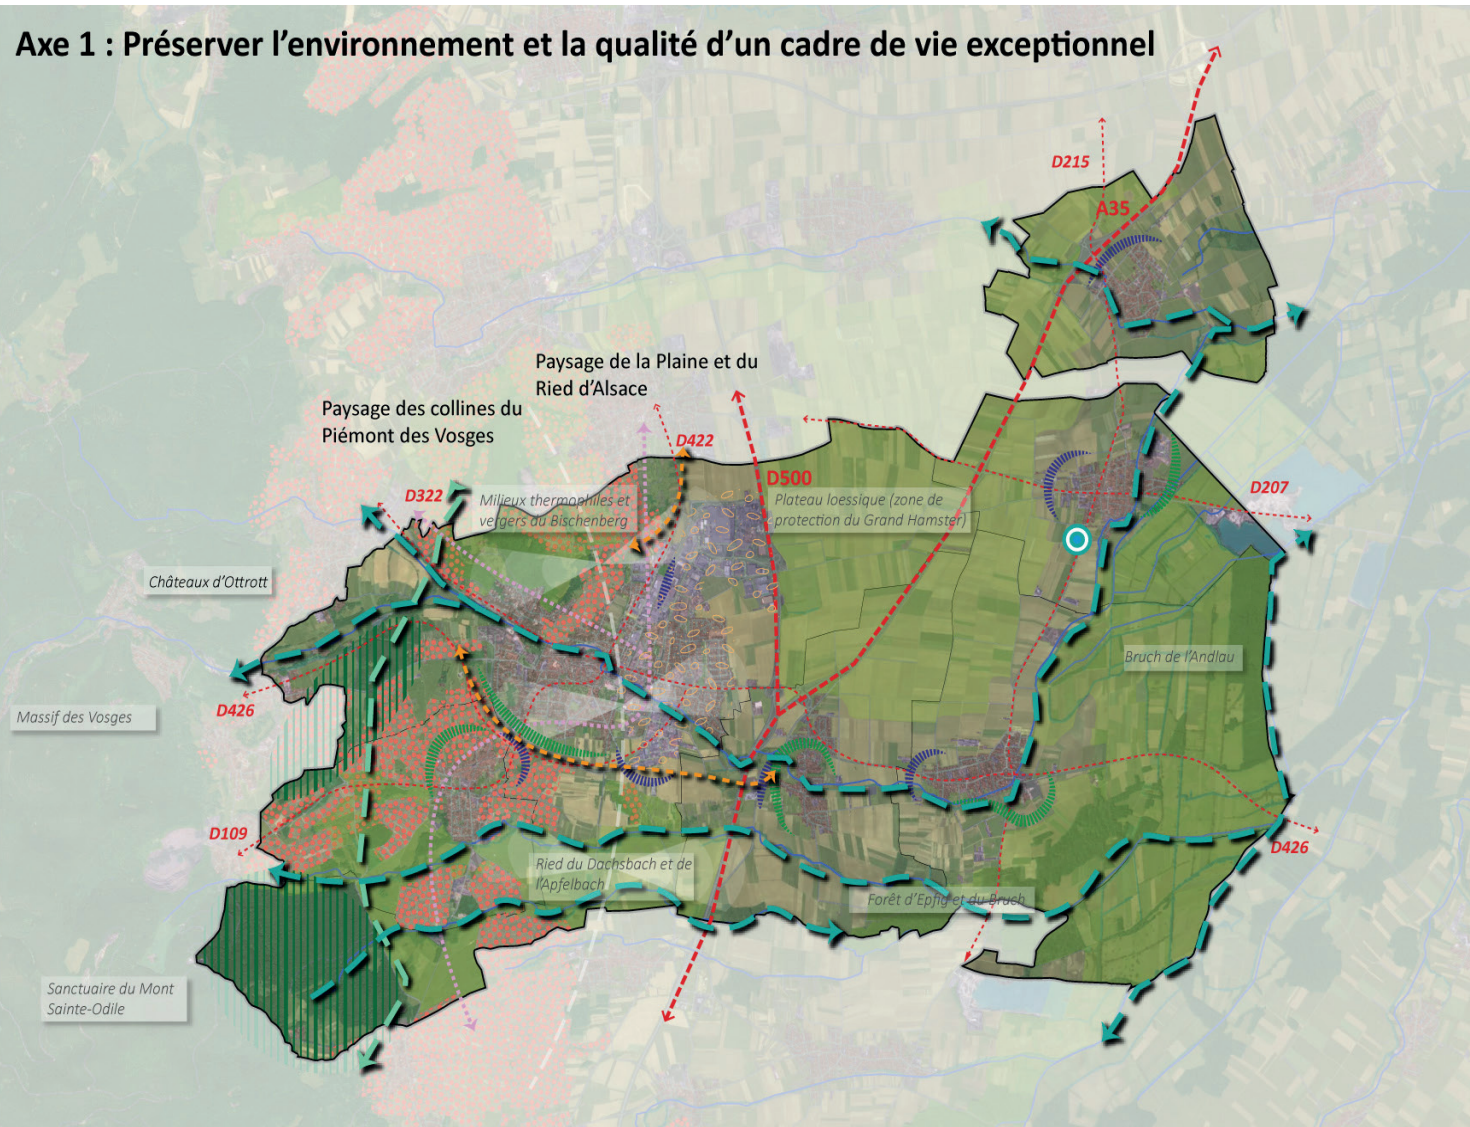 Axe 1 : Préserver l'environnement et la qualité d'un cadre de vie exceptionnel
D215
A35
Paysage de la Plaine et du
Ried d'Alsace
Paysage des collines du
Piémont des Vosges
D422
D500
D322
Milieux thermophiles et
vergers du Bischenberg
Plateau loessique (zone de
protection du Grand Hamster)
D207
Châteaux d'Ottrott
Bruch de l'Andlau
D426
Massif des Vosges
D109
D426
Ried du Dachsbach et de
l'Apfelbach
Forêt d'Epfig et du Bruch
Sanctuaire du Mont
Sainte-Odile